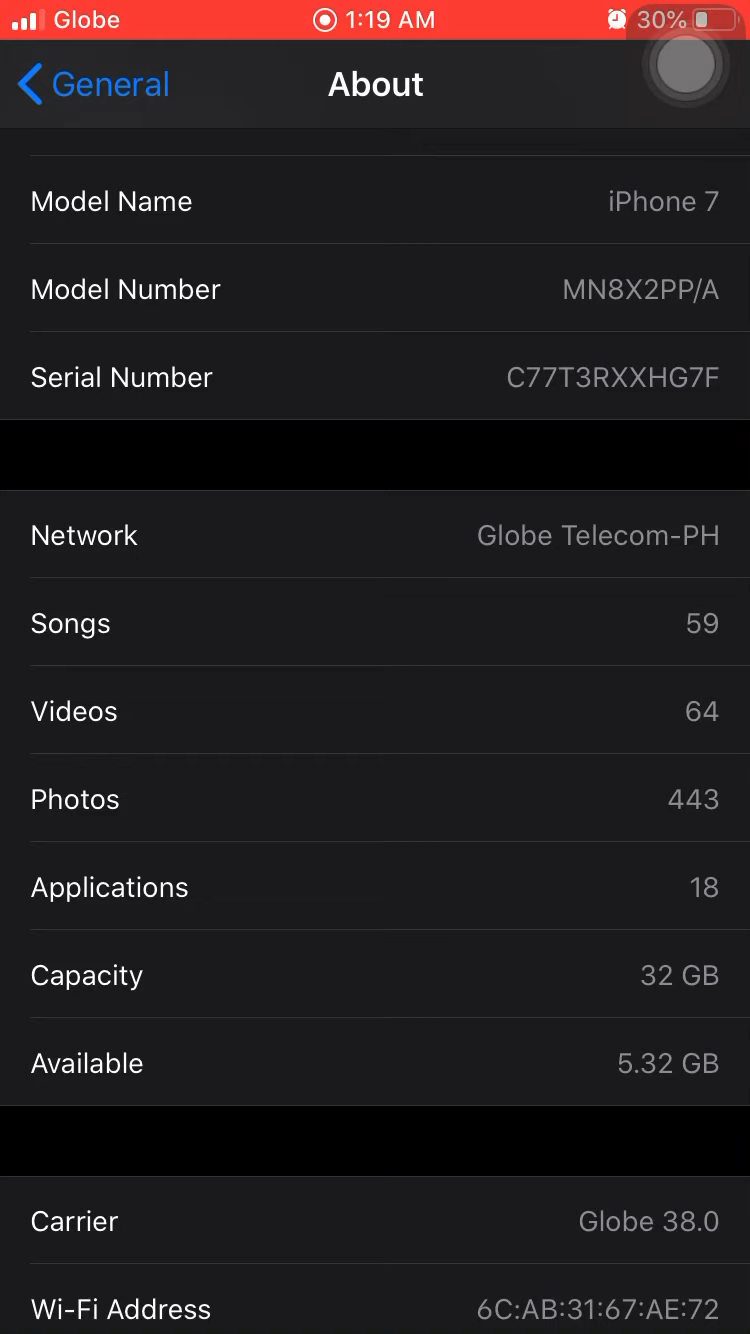 Globe 1:19 AM 30%
General About
Model Name iPhone 7
Model Number MN8X2PP/A
Serial Number C77T3RXXHG7F
Network Globe Telecom-PH
Songs 59
Videos 64
Photos 443
Applications 18
Capacity 32 GB
Available 5.32 GB
Carrier Globe 38.0
Wi-Fi Address 6C:AB:31:67:AE:72